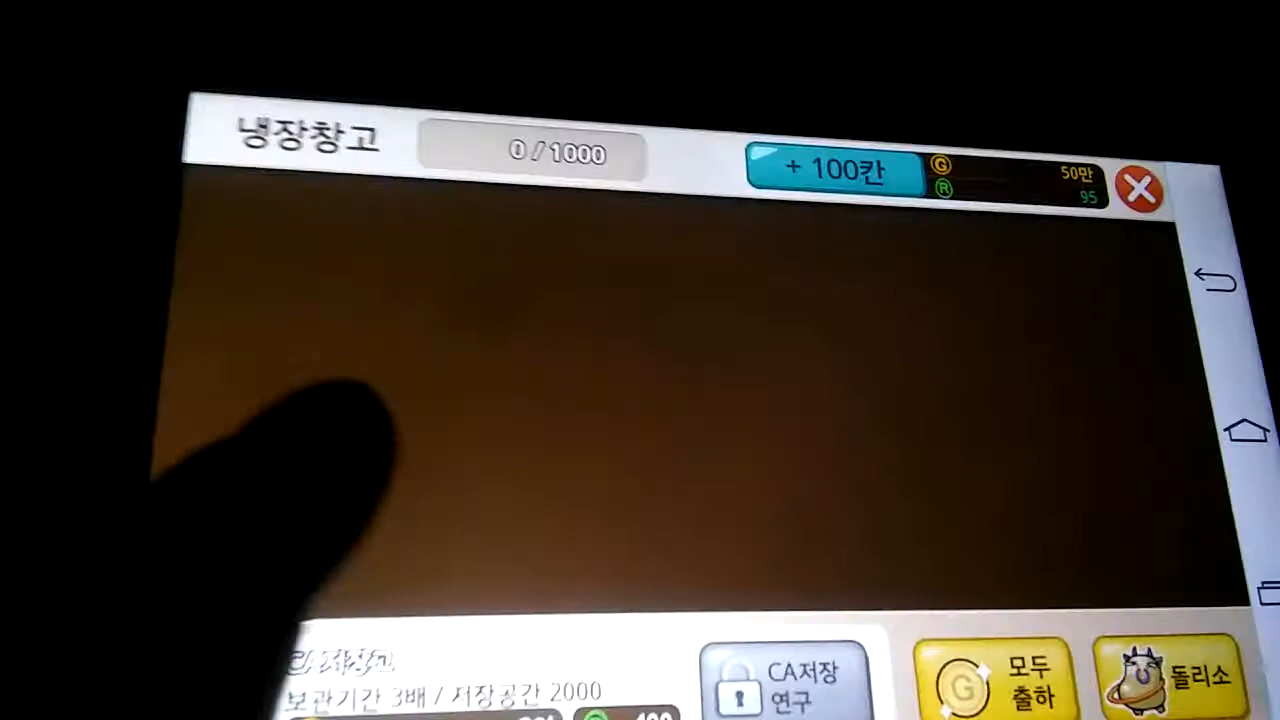 냉장창고
0/1000
+ 100칸
G 50만
R 95
보관기간 3배 / 저장공간 2000
CA저장
연구
G
모두
출하
돌리소